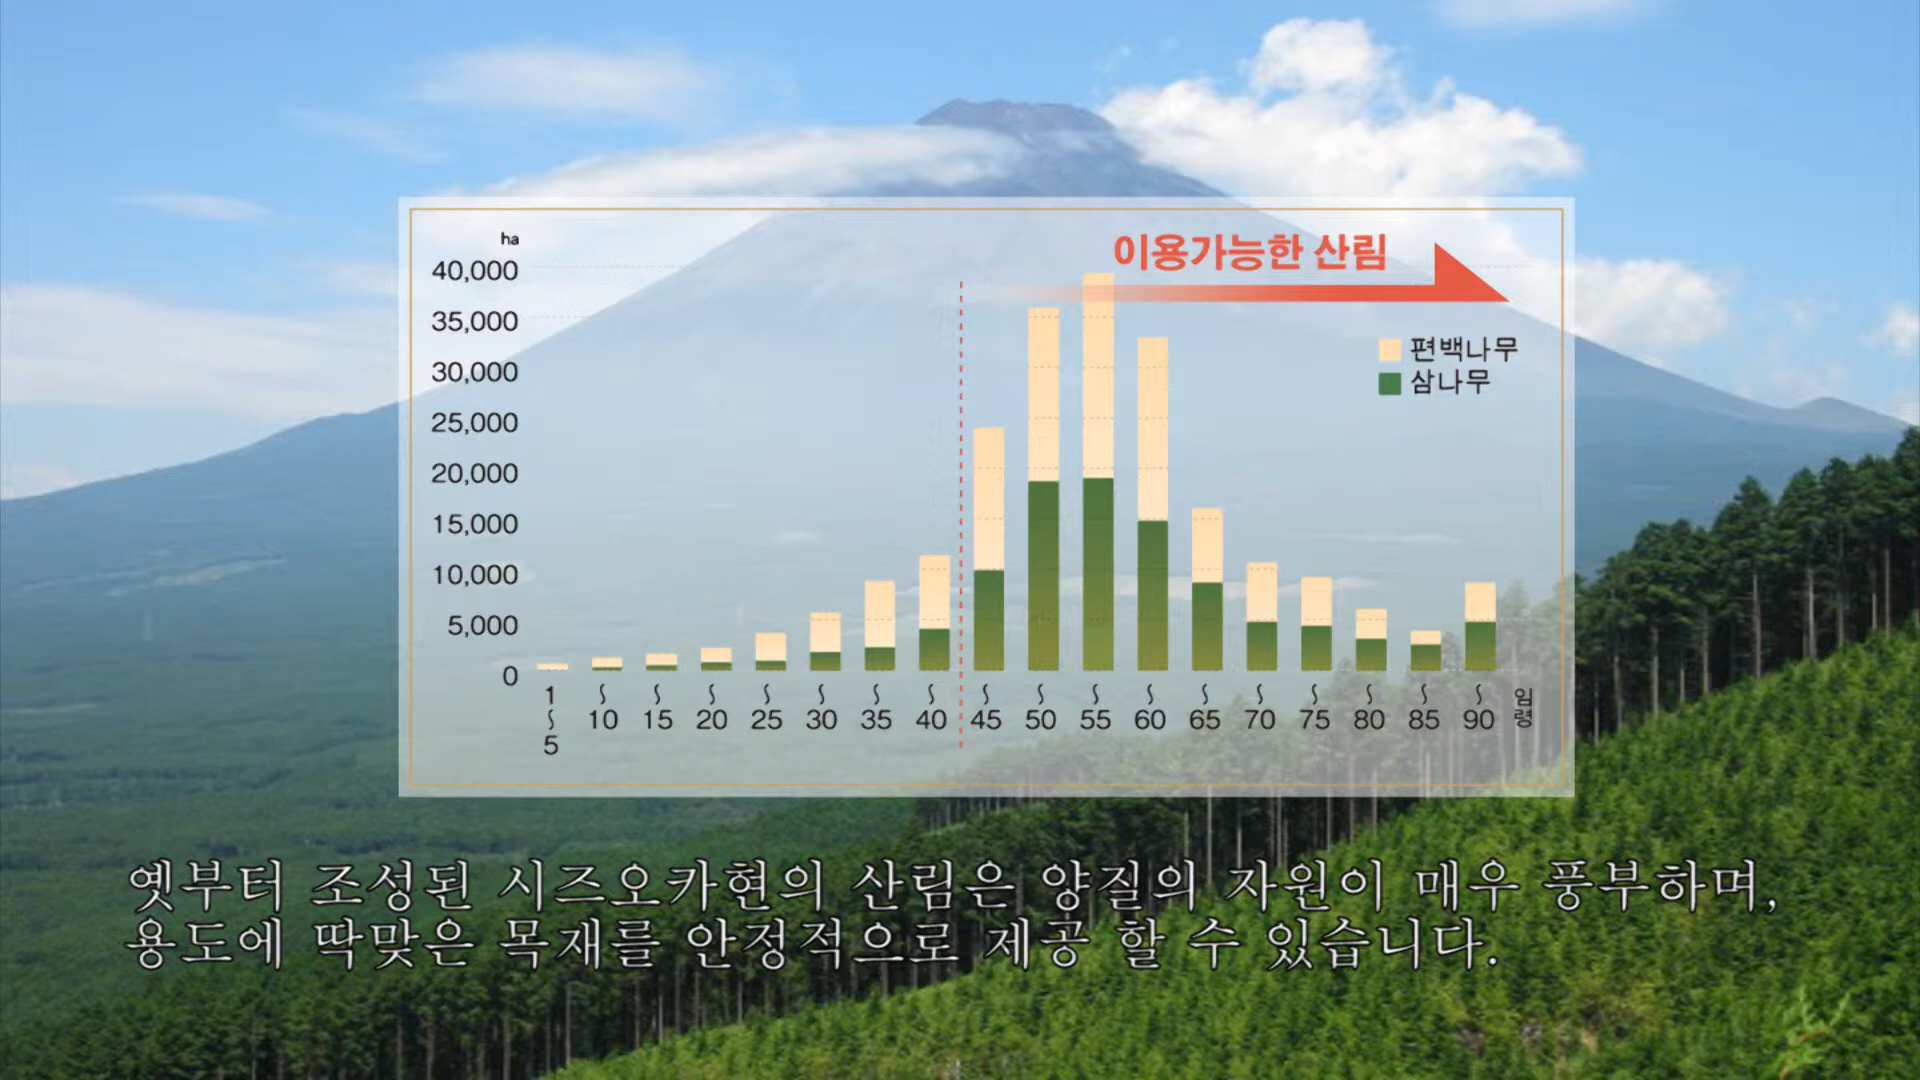 ha
이용가능한 산림
40,000
35,000
30,000
25,000
20,000
15,000
10,000
5,000
0
편백나무
삼나무
1~5 ~10 ~15 ~20 ~25 ~30 ~35 ~40 ~45 ~50 ~55 ~60 ~65 ~70 ~75 ~80 ~85 ~90 임령
옛부터 조성된 시즈오카현의 산림은 양질의 자원이 매우 풍부하며,
용도에 딱맞은 목재를 안정적으로 제공 할 수 있습니다.